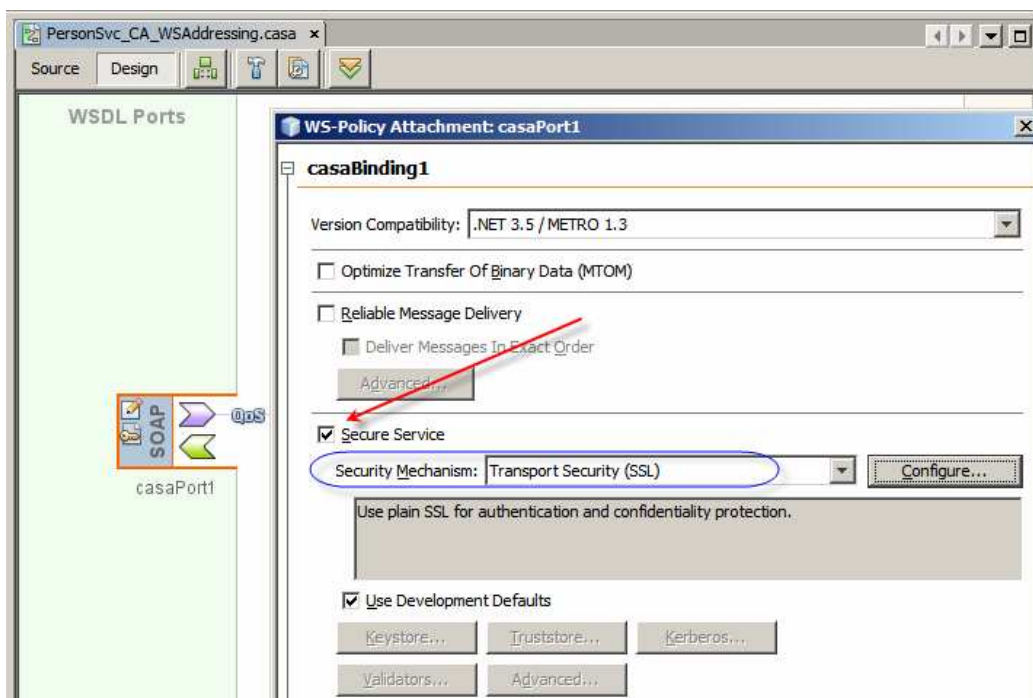 PersonSvc_CA_WSAddressing.casa x
Source Design
WSDL Ports
WS-Policy Attachment: casaPort1
casaBinding1
Version Compatibility: .NET 3.5 / METRO 1.3
Optimize Transfer Of Binary Data (MTOM)
Reliable Message Delivery
Deliver Messages In Exact Order
Advanced...
SOAP
QoS
casaPort1
Secure Service
Security Mechanism: Transport Security (SSL) Configure...
Use plain SSL for authentication and confidentiality protection.
Use Development Defaults
Keystore... Truststore... Kerberos...
Validators... Advanced...